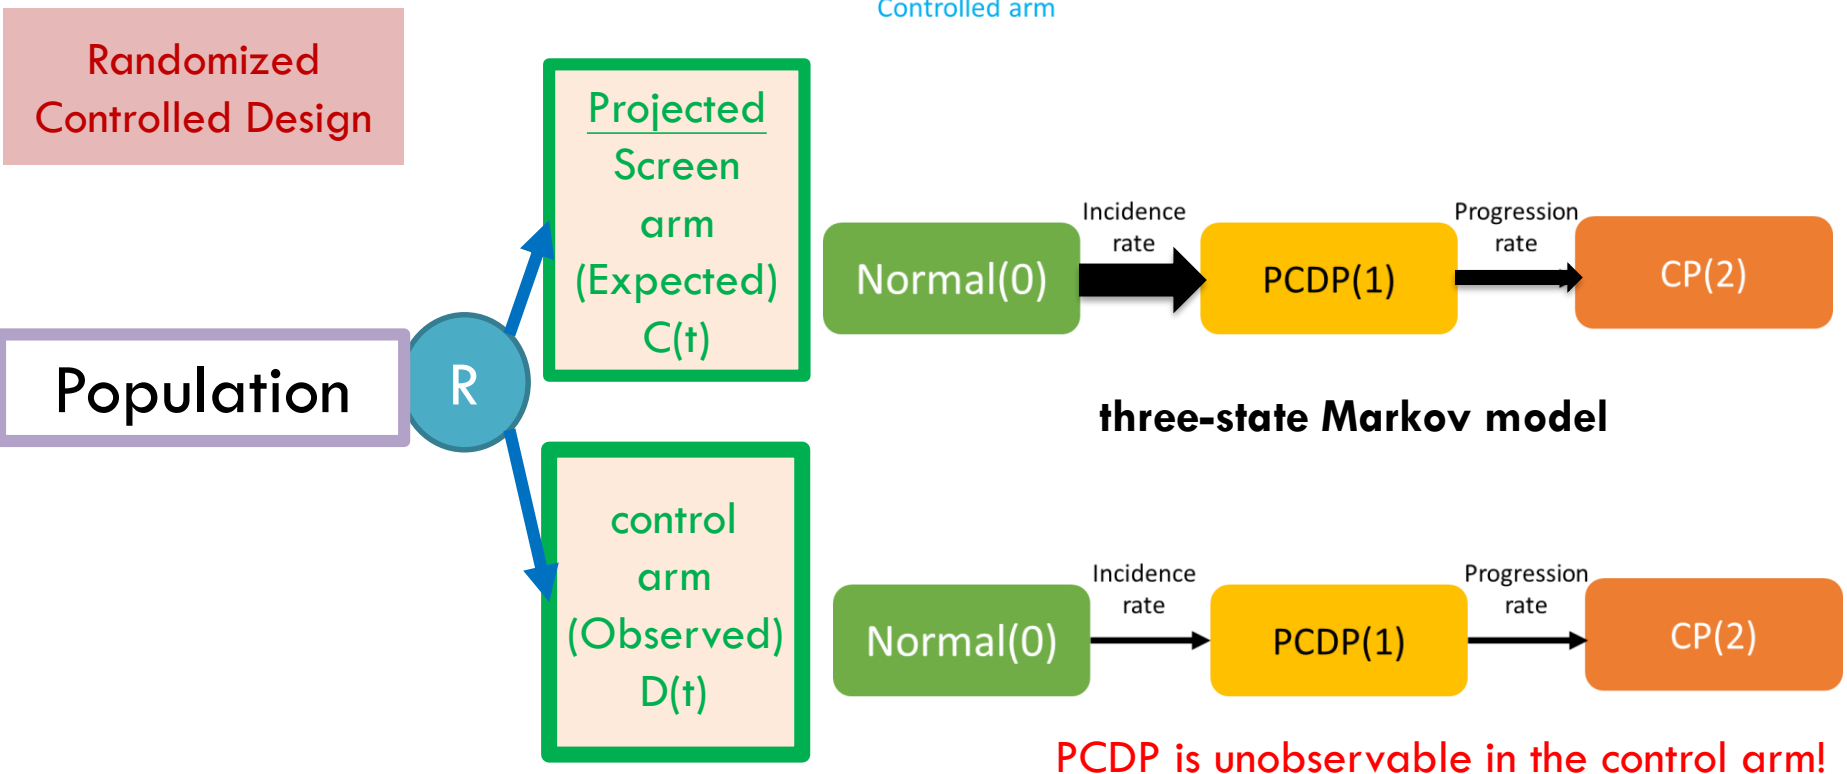 Controlled arm
Randomized
Controlled Design
Projected
Screen
arm
(Expected)
C(t)
Incidence
rate
Progression
rate
Normal(0)
PCDP(1)
CP(2)
Population
R
three-state Markov model
control
arm
(Observed)
D(t)
Incidence
rate
Progression
rate
Normal(0)
PCDP(1)
CP(2)
PCDP is unobservable in the control arm!